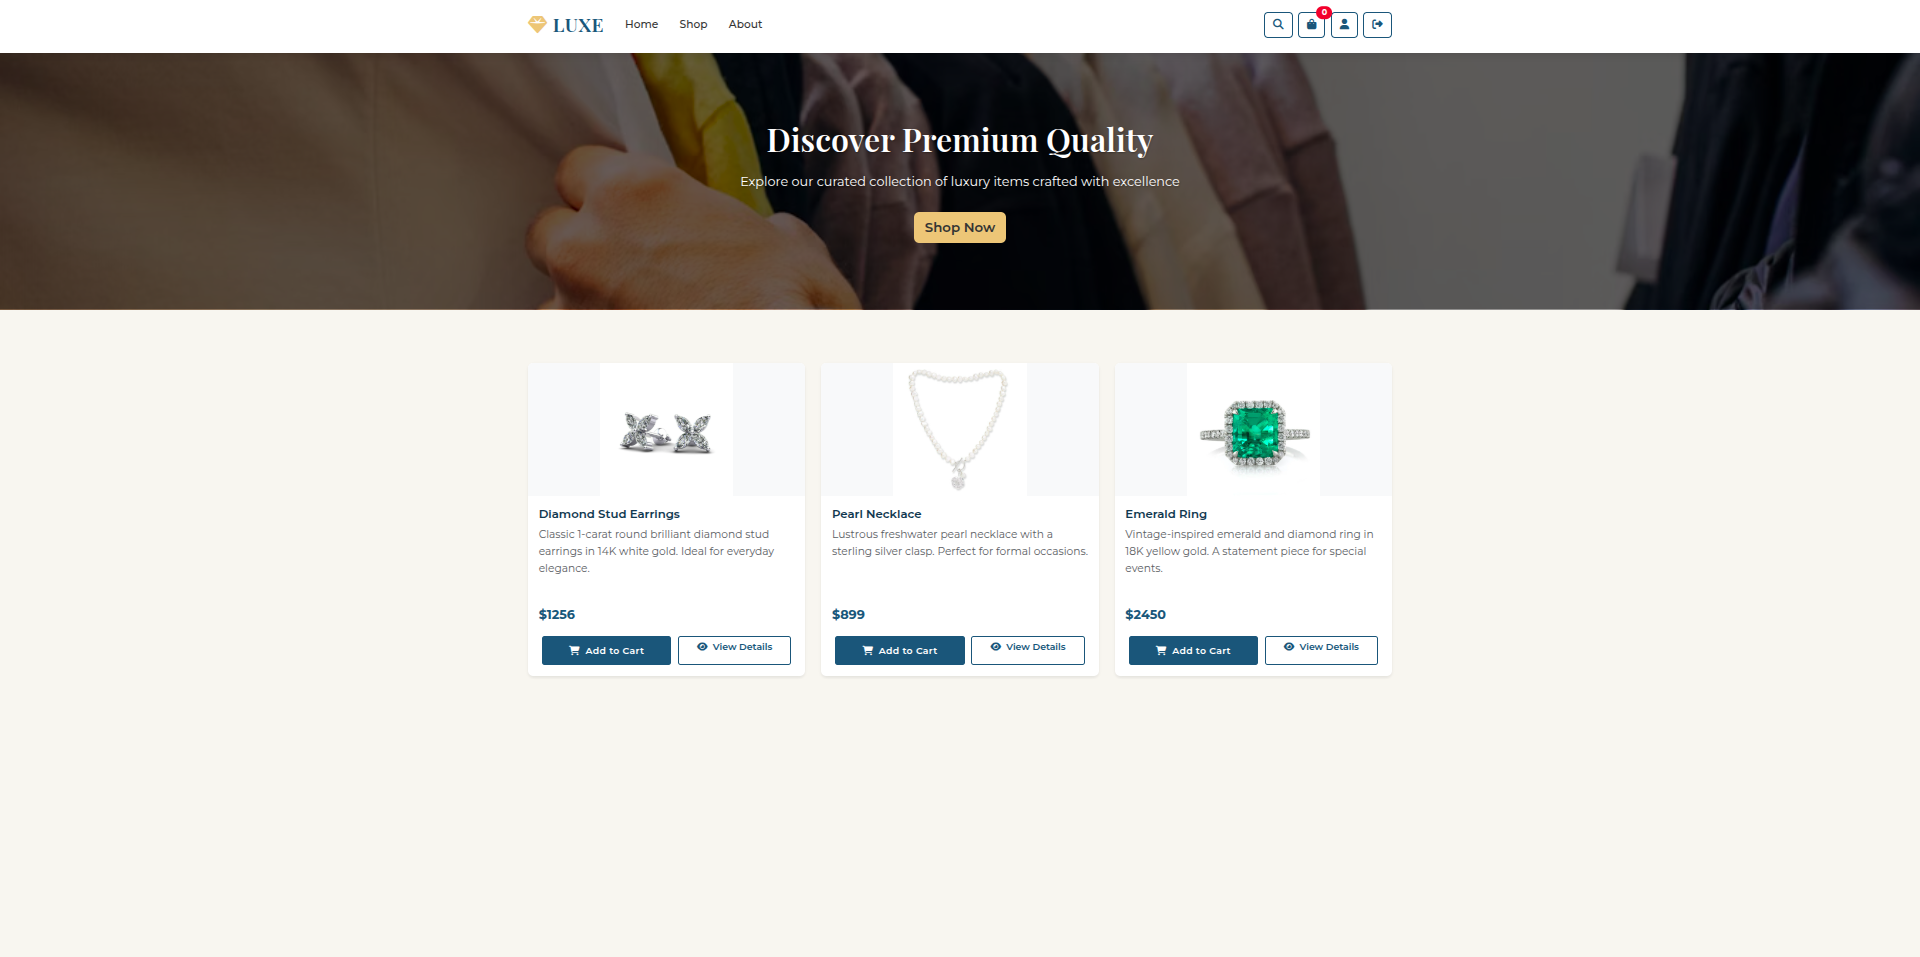 LUXE Home Shop About
0
Discover Premium Quality
Explore our curated collection of luxury items crafted with excellence
Shop Now
Diamond Stud Earrings
Classic 1-carat round brilliant diamond stud
earrings in 14K white gold. Ideal for everyday
elegance.
$1256
Add to Cart View Details
Pearl Necklace
Lustrous freshwater pearl necklace with a
sterling silver clasp. Perfect for formal occasions.
$899
Add to Cart View Details
Emerald Ring
Vintage-inspired emerald and diamond ring in
18K yellow gold. A statement piece for special
events.
$2450
Add to Cart View Details